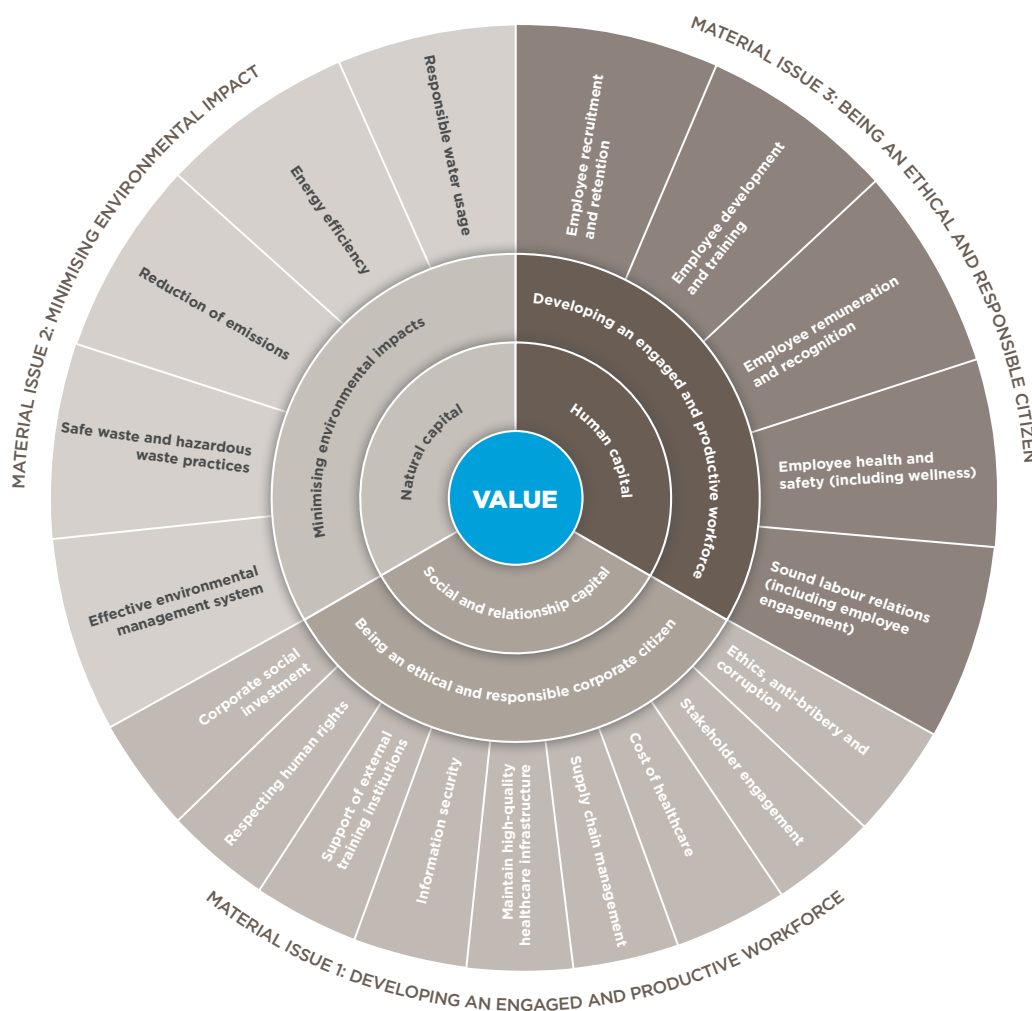 MATERIAL ISSUE 2: MINIMISING ENVIRONMENTAL IMPACT
MATERIAL ISSUE 3: BEING AN ETHICAL AND RESPONSIBLE CITIZEN
MATERIAL ISSUE 1: DEVELOPING AN ENGAGED AND PRODUCTIVE WORKFORCE
VALUE
Natural capital
Human capital
Social and relationship capital
Minimising environmental impacts
Developing an engaged and productive workforce
Being an ethical and responsible corporate citizen
Responsible water usage
Energy efficiency
Reduction of emissions
Safe waste and hazardous
waste practices
Effective environmental
management system
Employee recruitment
and retention
Employee development
and training
Employee remuneration
and recognition
Employee health and
safety (including wellness)
Sound labour relations
(including employee
engagement)
Ethics, anti-bribery and
corruption
Stakeholder engagement
Cost of healthcare
Supply chain management
Maintain high-quality
healthcare infrastructure
Information security
Support of external
training institutions
Respecting human rights
Corporate social
investment